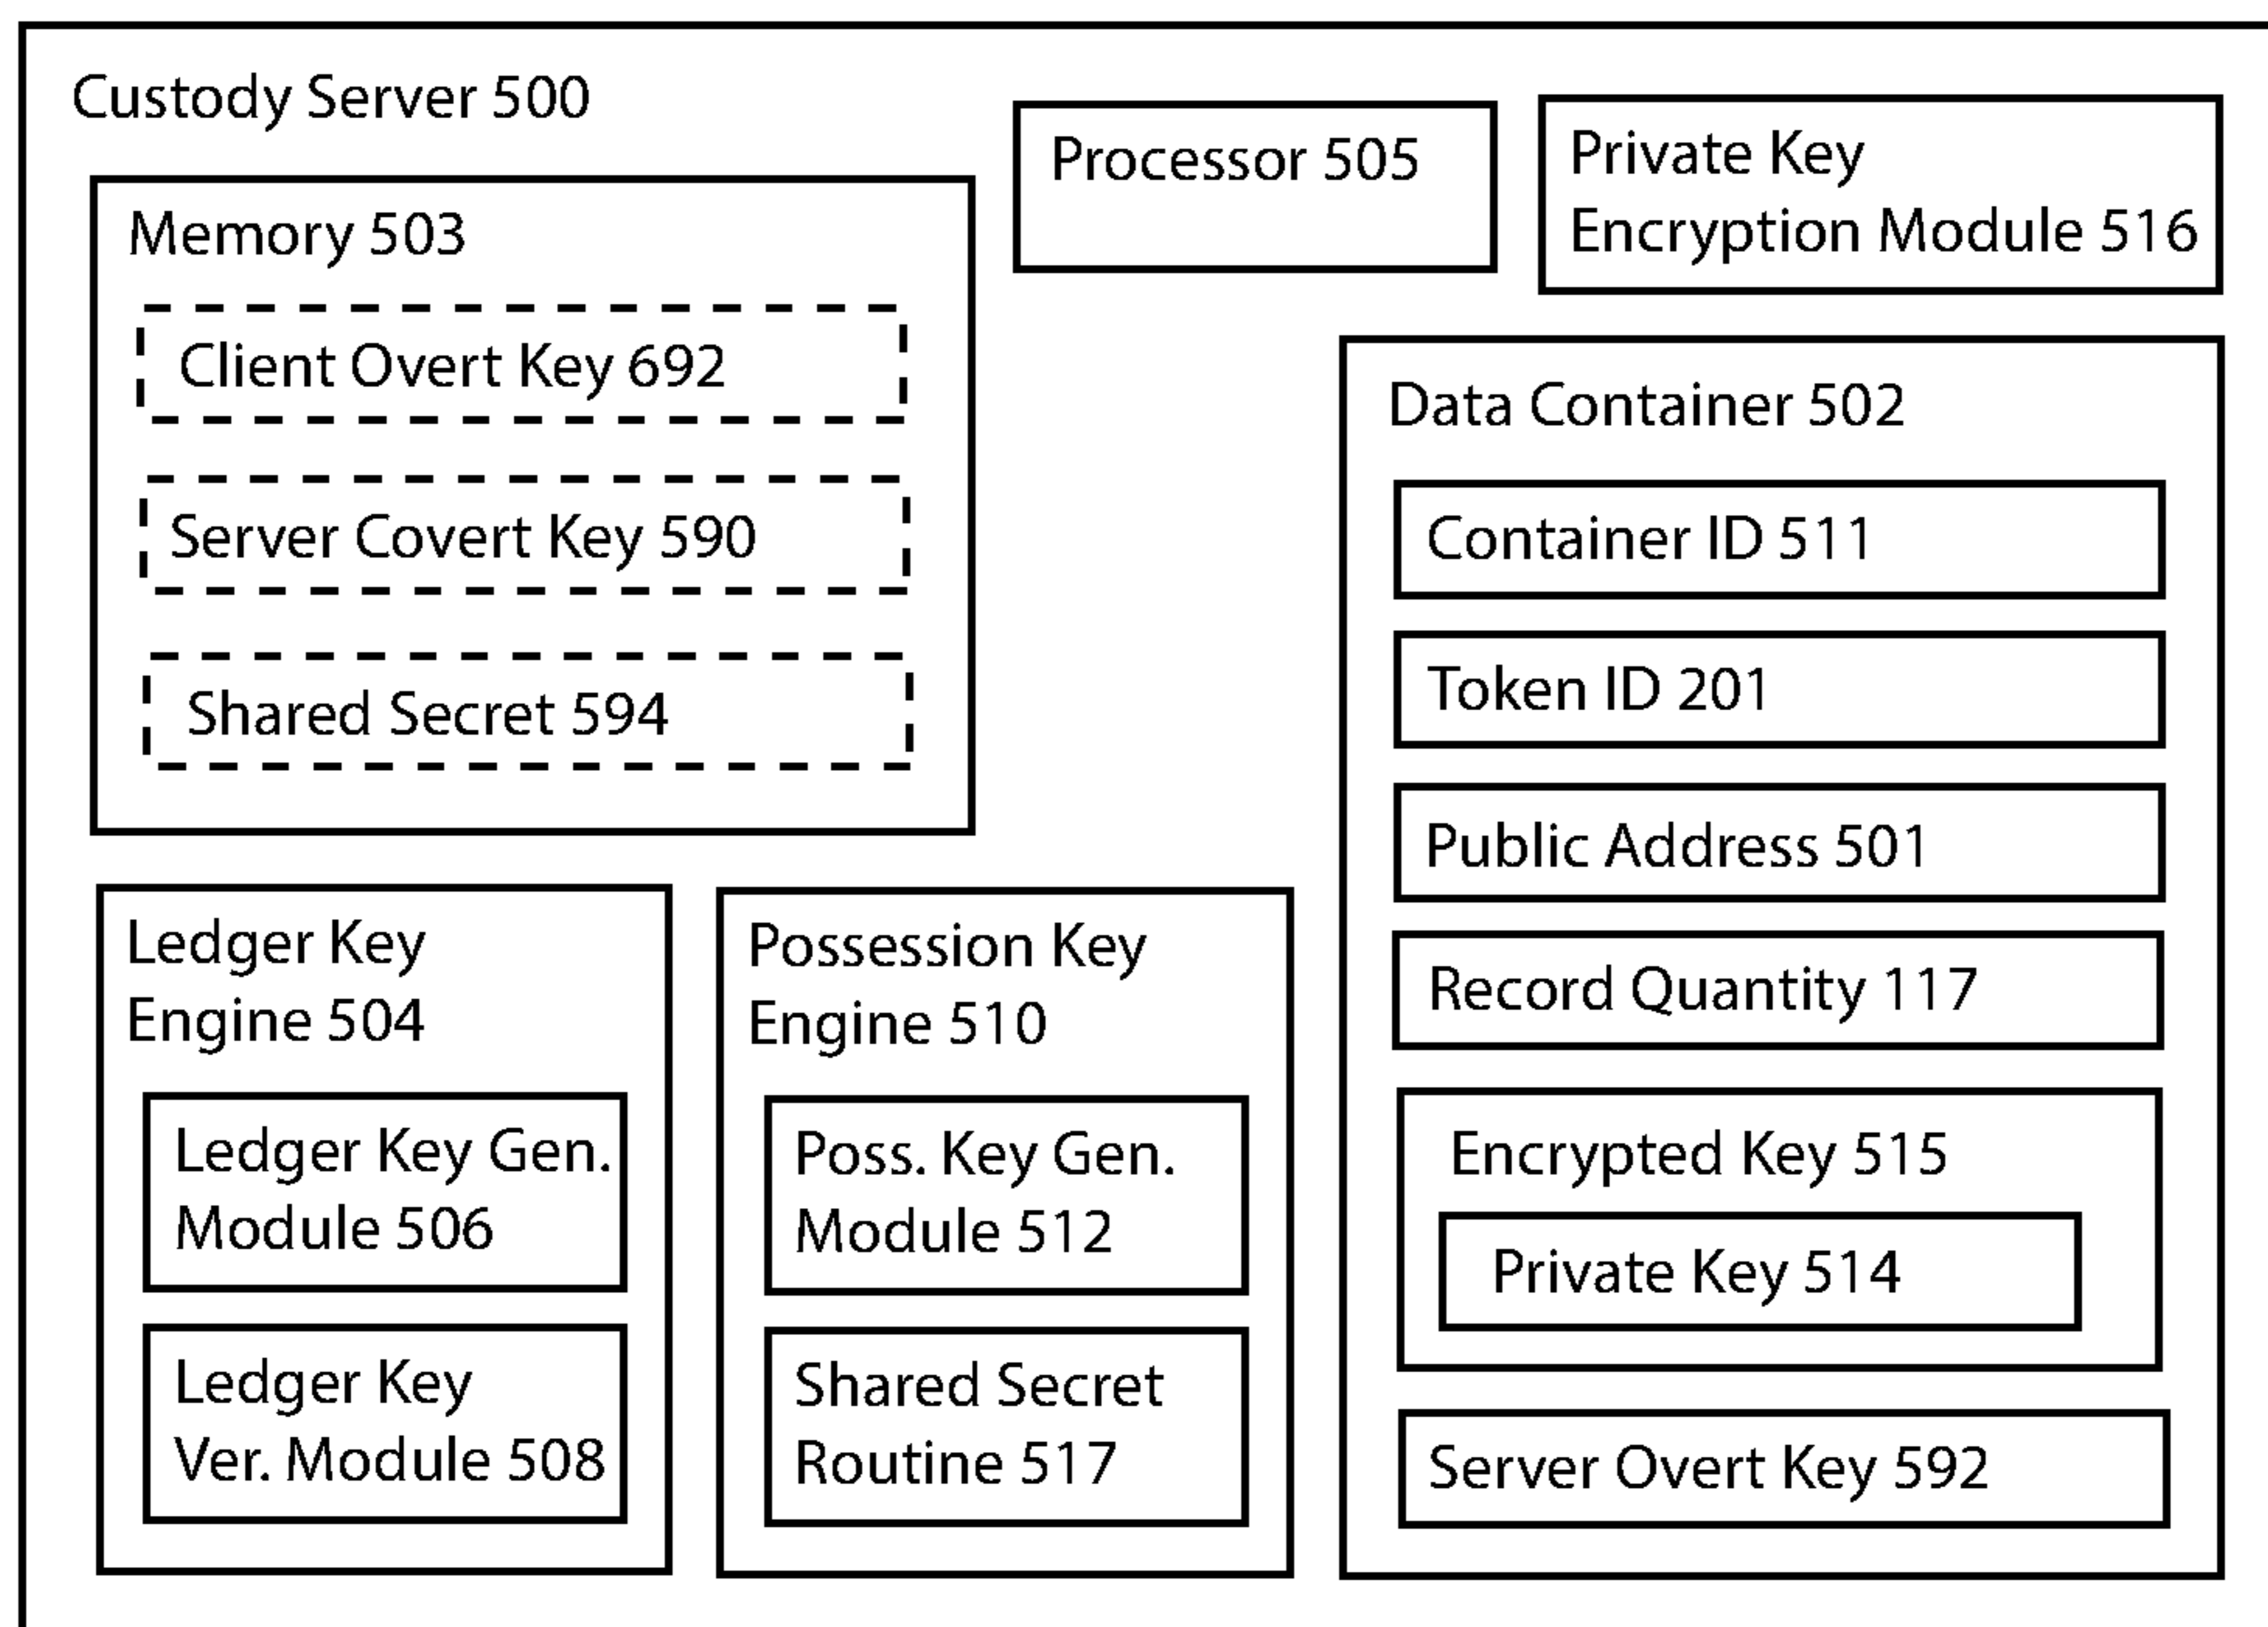 Custody Server 500
Memory 503
Client Overt Key 692
Server Covert Key 590
Shared Secret 594
Processor 505
Private Key
Encryption Module 516
Ledger Key
Engine 504
Ledger Key Gen.
Module 506
Ledger Key
Ver. Module 508
Possession Key
Engine 510
Poss. Key Gen.
Module 512
Shared Secret
Routine 517
Data Container 502
Container ID 511
Token ID 201
Public Address 501
Record Quantity 117
Encrypted Key 515
Private Key 514
Server Overt Key 592